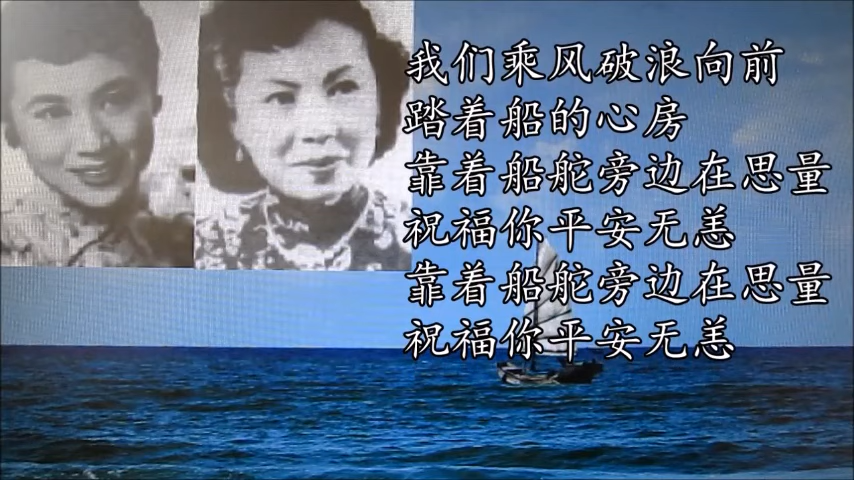 我们乘风破浪向前
踏着船的心房
靠着船舵旁边在思量
祝福你平安无恙
靠着船舵旁边在思量
祝福你平安无恙